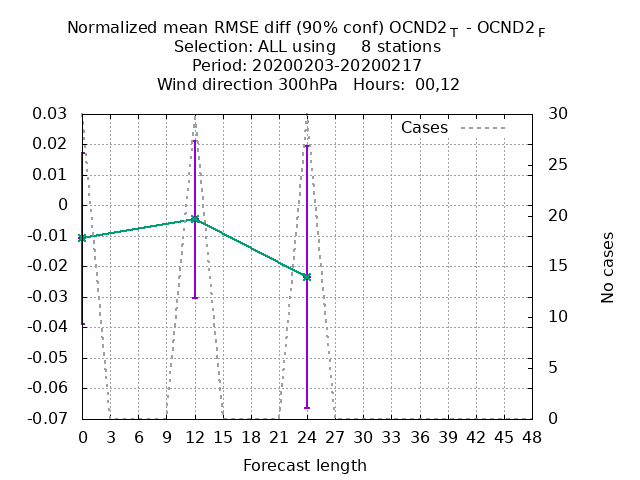 Normalized mean RMSE diff (90% conf) OCND2 T - OCND2 F
Selection: ALL using     8 stations
Period: 20200203-20200217
Wind direction 300hPa   Hours:  00,12
Cases
0.03
0.02
0.01
0
-0.01
-0.02
-0.03
-0.04
-0.05
-0.06
-0.07
30
25
20
15
10
5
0
No cases
0 3 6 9 12 15 18 21 24 27 30 33 36 39 42 45 48
Forecast length